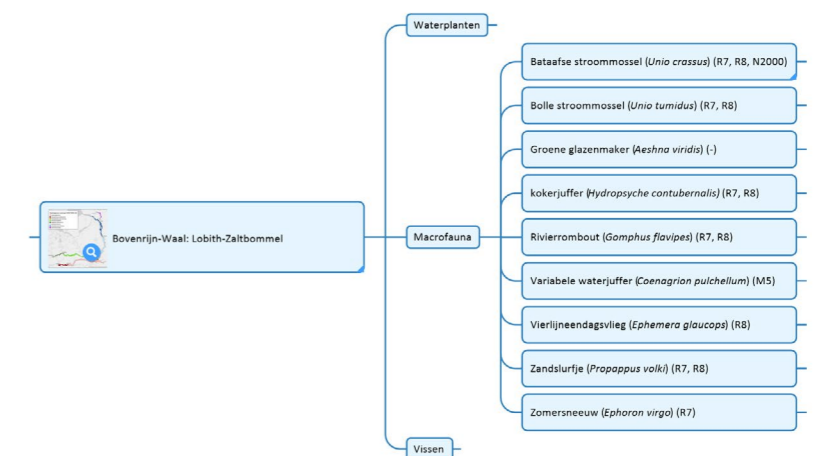 Waterplanten
Bataafse stroommossel (Unio crassus) (R7, R8, N2000)
Bolle stroommossel (Unio tumidus) (R7, R8)
Groene glazenmaker (Aeshna viridis) (-)
kokerjuffer (Hydropsyche contubernalis) (R7, R8)
Bovenrijn-Waal: Lobith-Zaltbommel
Macrofauna
Rivierrombout (Gomphus flavipes) (R7, R8)
Variabele waterjuffer (Coenagrion pulchellum) (M5)
Vierlijneendagsvlieg (Ephemera glaucops) (R8)
Zandslurfje (Propappus volki) (R7, R8)
Zomersneeuw (Ephoron virgo) (R7)
Vissen